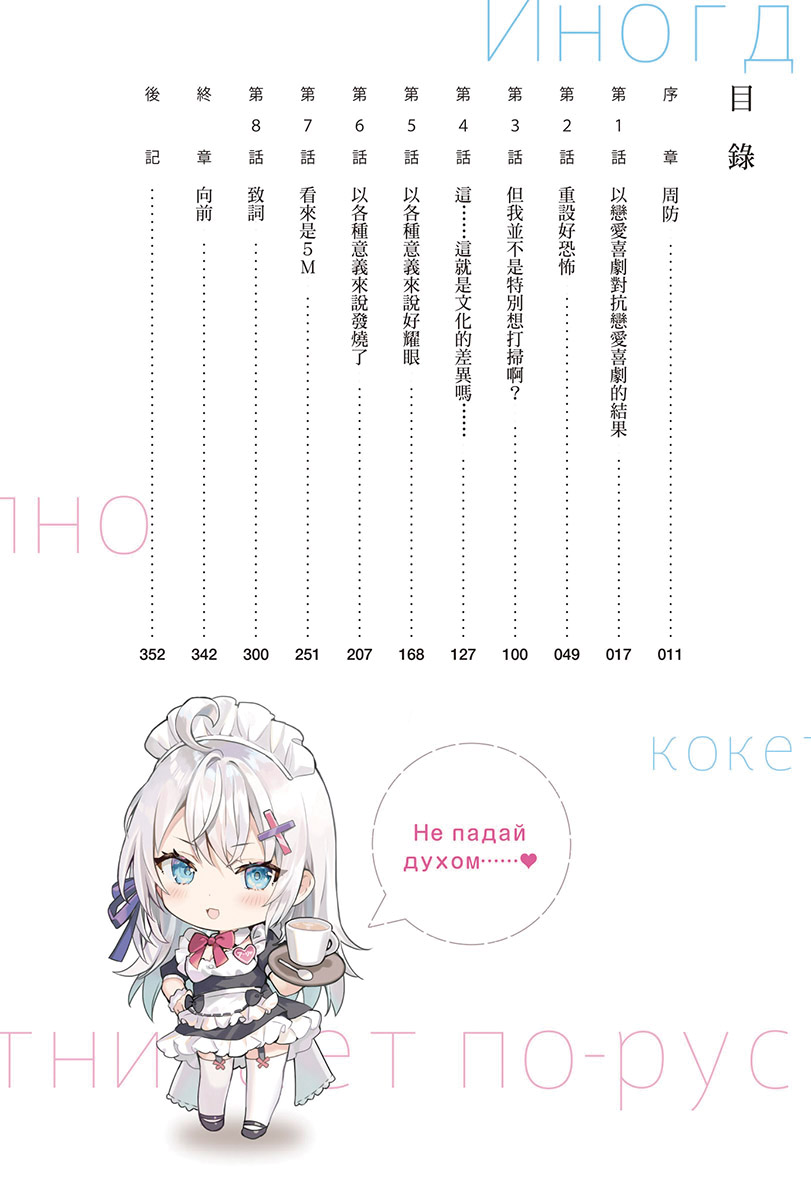 Иногд
目錄
序章 周防 011
第1話 以戀愛喜劇對抗戀愛喜劇的結果 017
第2話 重設好恐怖 049
第3話 但我並不是特別想打掃啊? 100
第4話 這……這就是文化的差異嗎…… 127
第5話 以各種意義來說好耀眼 168
第6話 以各種意義來說發燒了 207
第7話 看來是5M 251
第8話 致詞 300
終章 向前 342
後記 352
лно
коке
Не падай
духом……♥
тни ет по-рус